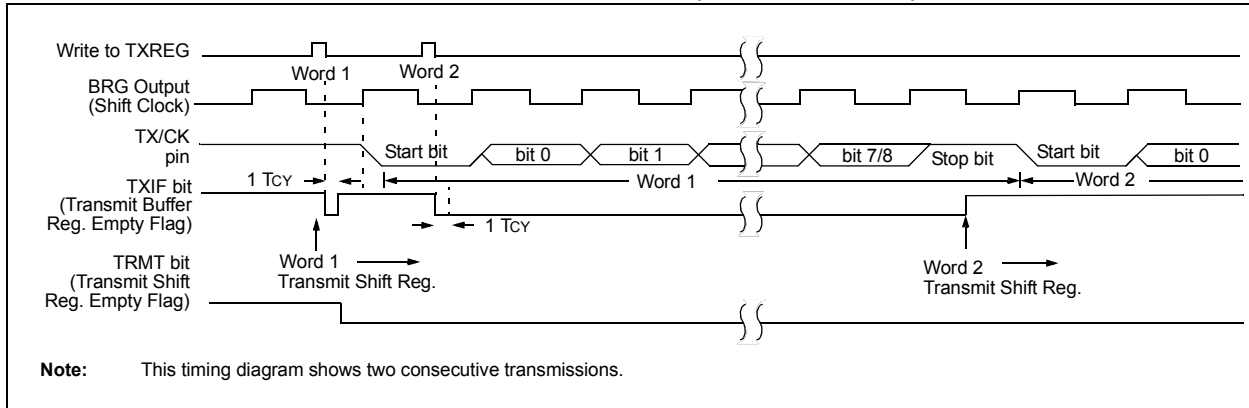 Write to TXREG
Word 1
Word 2
BRG Output
(Shift Clock)
TX/CK
pin
Start bit
bit 0
bit 1
bit 7/8
Stop bit
Start bit
bit 0
1 TCY
Word 1
Word 2
TXIF bit
(Transmit Buffer
Reg. Empty Flag)
1 TCY
Word 1
Transmit Shift Reg.
Word 2
Transmit Shift Reg.
TRMT bit
(Transmit Shift
Reg. Empty Flag)
Note: This timing diagram shows two consecutive transmissions.